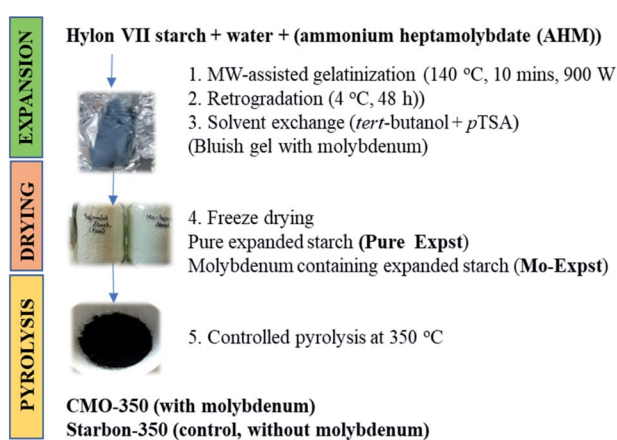 EXPANSION
Hylon VII starch + water + (ammonium heptamolybdate (AHM))
1. MW-assisted gelatinization (140 °C, 10 mins, 900 W
2. Retrogradation (4 °C, 48 h))
3. Solvent exchange (tert-butanol + pTSA)
(Bluish gel with molybdenum)
DRYING
4. Freeze drying
Pure expanded starch (Pure Expst)
Molybdenum containing expanded starch (Mo-Expst)
PYROLYSIS
5. Controlled pyrolysis at 350 °C
CMO-350 (with molybdenum)
Starbon-350 (control, without molybdenum)